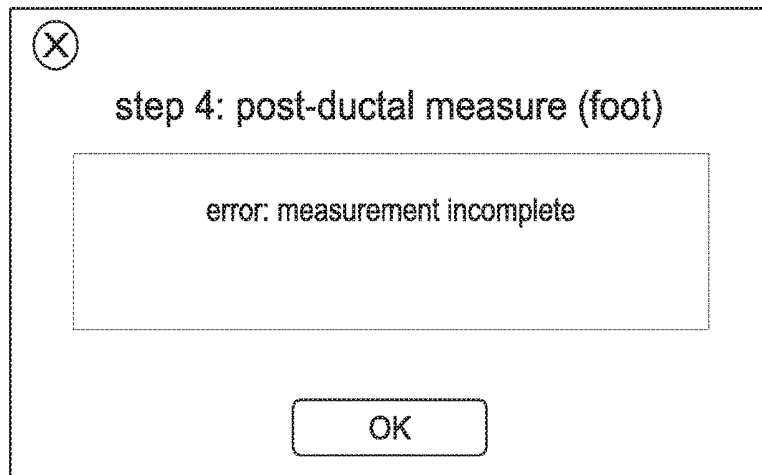 step 4: post-ductal measure (foot)
error: measurement incomplete
OK